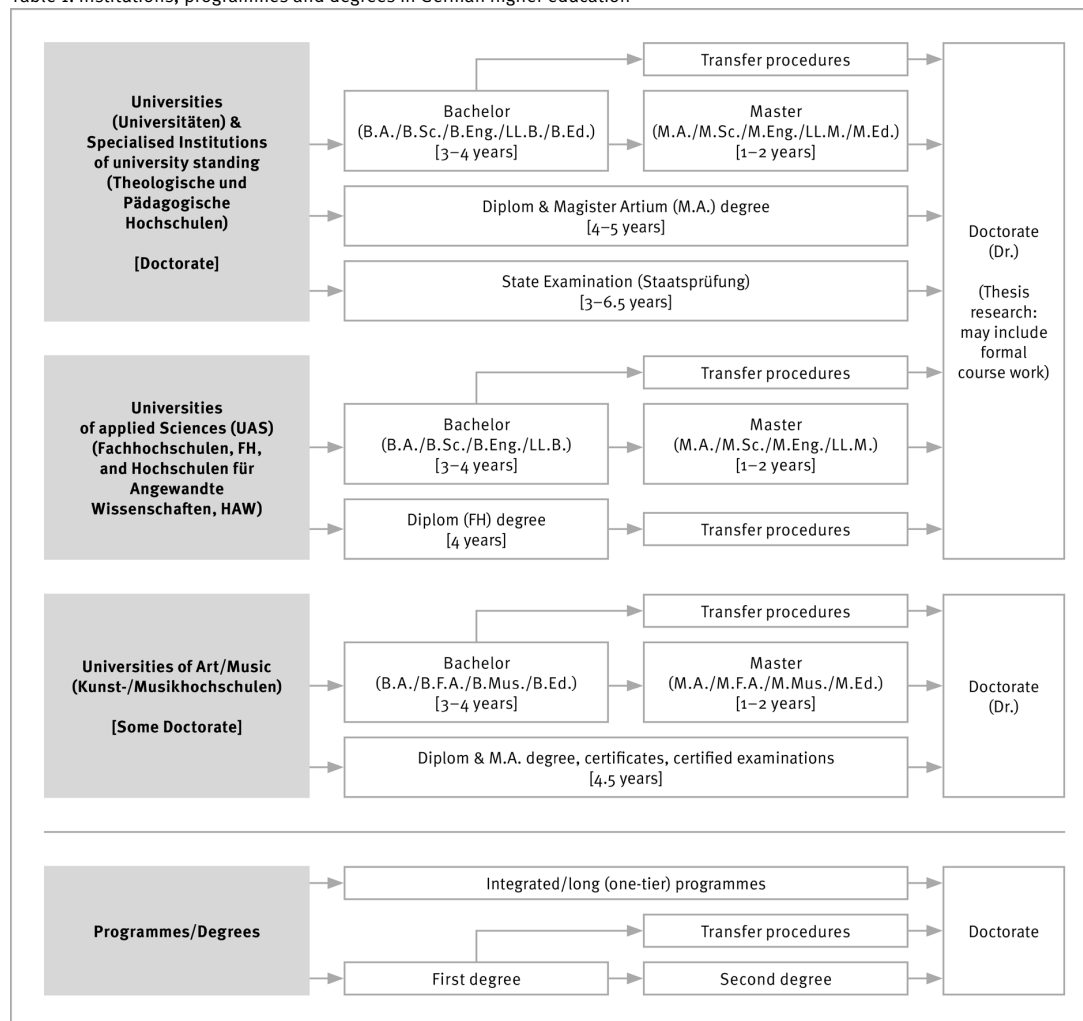 Table 1: Institutions, programmes and degrees in German higher education
Universities
(Universitäten) &
Specialised Institutions
of university standing
(Theologische und
Pädagogische
Hochschulen)
[Doctorate]
Transfer procedures
Bachelor
(B.A./B.Sc./B.Eng./LL.B./B.Ed.)
[3–4 years]
Master
(M.A./M.Sc./M.Eng./LL.M./M.Ed.)
[1–2 years]
Diplom & Magister Artium (M.A.) degree
[4–5 years]
State Examination (Staatsprüfung)
[3–6.5 years]
Doctorate
(Dr.)
(Thesis
research:
may include
formal
course work)
Universities
of applied Sciences (UAS)
(Fachhochschulen, FH,
and Hochschulen für
Angewandte
Wissenschaften, HAW)
Transfer procedures
Bachelor
(B.A./B.Sc./B.Eng./LL.B.)
[3–4 years]
Master
(M.A./M.Sc./M.Eng./LL.M.)
[1–2 years]
Diplom (FH) degree
[4 years]
Transfer procedures
Universities of Art/Music
(Kunst-/Musikhochschulen)
[Some Doctorate]
Transfer procedures
Bachelor
(B.A./B.F.A./B.Mus./B.Ed.)
[3–4 years]
Master
(M.A./M.F.A./M.Mus./M.Ed.)
[1–2 years]
Diplom & M.A. degree, certificates, certified examinations
[4.5 years]
Doctorate
(Dr.)
Programmes/Degrees
Integrated/long (one-tier) programmes
Transfer procedures
First degree
Second degree
Doctorate